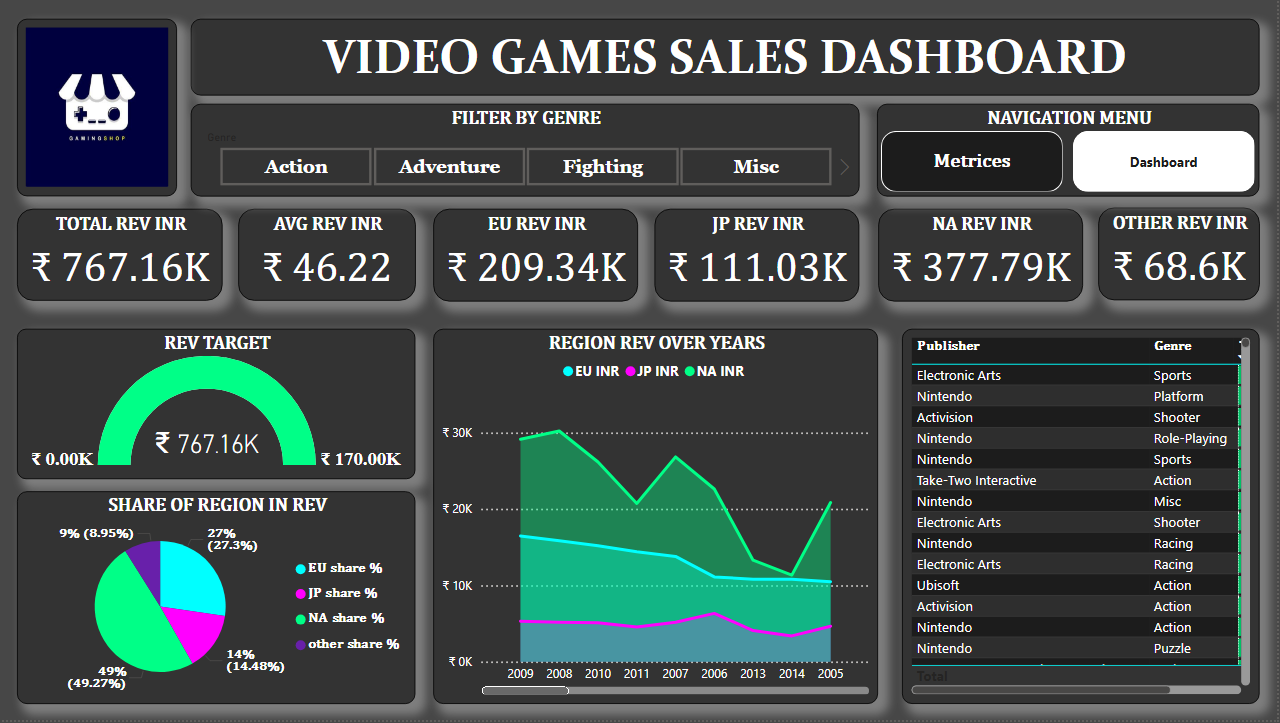 VIDEO GAMES SALES DASHBOARD
GAMINGSHOP
FILTER BY GENRE
Genre
Action
Adventure
Fighting
Misc
NAVIGATION MENU
Metrices
Dashboard
TOTAL REV INR
₹ 767.16K
AVG REV INR
₹ 46.22
EU REV INR
₹ 209.34K
JP REV INR
₹ 111.03K
NA REV INR
₹ 377.79K
OTHER REV INR
₹ 68.6K
REV TARGET
₹ 767.16K
₹ 0.00K
₹ 170.00K
SHARE OF REGION IN REV
9% (8.95%)
27%
(27.3%)
14%
(14.48%)
49%
(49.27%)
EU share %
JP share %
NA share %
other share %
REGION REV OVER YEARS
EU INR JP INR NA INR
₹ 30K
₹ 20K
₹ 10K
₹ 0K
2009 2008 2010 2011 2007 2006 2013 2014 2005
Publisher Genre
Electronic Arts Sports
Nintendo Platform
Activision Shooter
Nintendo Role-Playing
Nintendo Sports
Take-Two Interactive Action
Nintendo Misc
Electronic Arts Shooter
Nintendo Racing
Electronic Arts Racing
Ubisoft Action
Activision Action
Nintendo Action
Nintendo Puzzle
Total